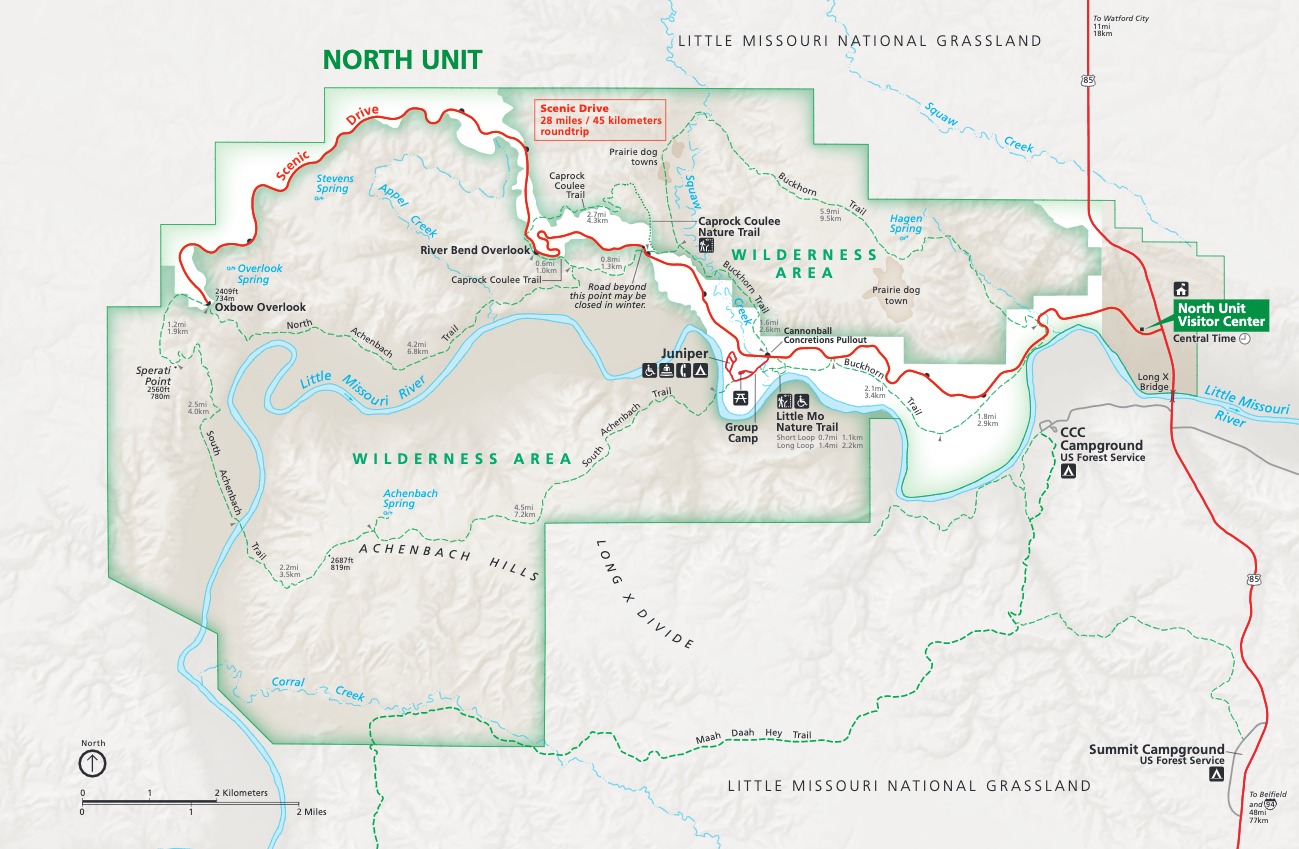 To Watford City
11mi
18km
LITTLE MISSOURI NATIONAL GRASSLAND
NORTH UNIT
85
Scenic Drive
28 miles / 45 kilometers
roundtrip
Scenic Drive
Squaw Creek
Prairie dog
towns
Stevens
Spring
Appel Creek
Caprock
Coulee
Trail
Squaw
Creek
Buckhorn Trail
5.9mi
9.5km
2.7mi
4.3km
Hagen
Spring
Caprock Coulee
Nature Trail
River Bend Overlook
WILDERNESS
AREA
0.6mi
1.0km
0.8mi
1.3km
Overlook
Spring
Caprock Coulee Trail
Buckhorn Trail
Road beyond
this point may be
closed in winter.
Prairie dog
town
2409ft
734m
Oxbow Overlook
North Unit
Visitor Center
Central Time
1.2mi
1.9km
North Achenbach Trail
4.2mi
6.8km
1.6mi
2.6km
Cannonball
Concretions Pullout
Juniper
Sperati
Point
2560ft
780m
Little Missouri River
Buckhorn Trail
2.1mi
3.4km
Long X
Bridge
Little Missouri
River
2.5mi
4.0km
South Achenbach Trail
South Achenbach Trail
Group
Camp
Little Mo
Nature Trail
Short Loop 0.7mi 1.1km
Long Loop 1.4mi 2.2km
1.8mi
2.9km
CCC
Campground
US Forest Service
WILDERNESS AREA
Achenbach
Spring
4.5mi
7.2km
2.2mi
3.5km
2687ft
819m
ACHENBACH HILLS
LONG X DIVIDE
85
Corral Creek
Maah Daah Hey Trail
North
Summit Campground
US Forest Service
LITTLE MISSOURI NATIONAL GRASSLAND
0 1 2 Kilometers
0 1 2 Miles
To Belfield
and 94
48mi
77km